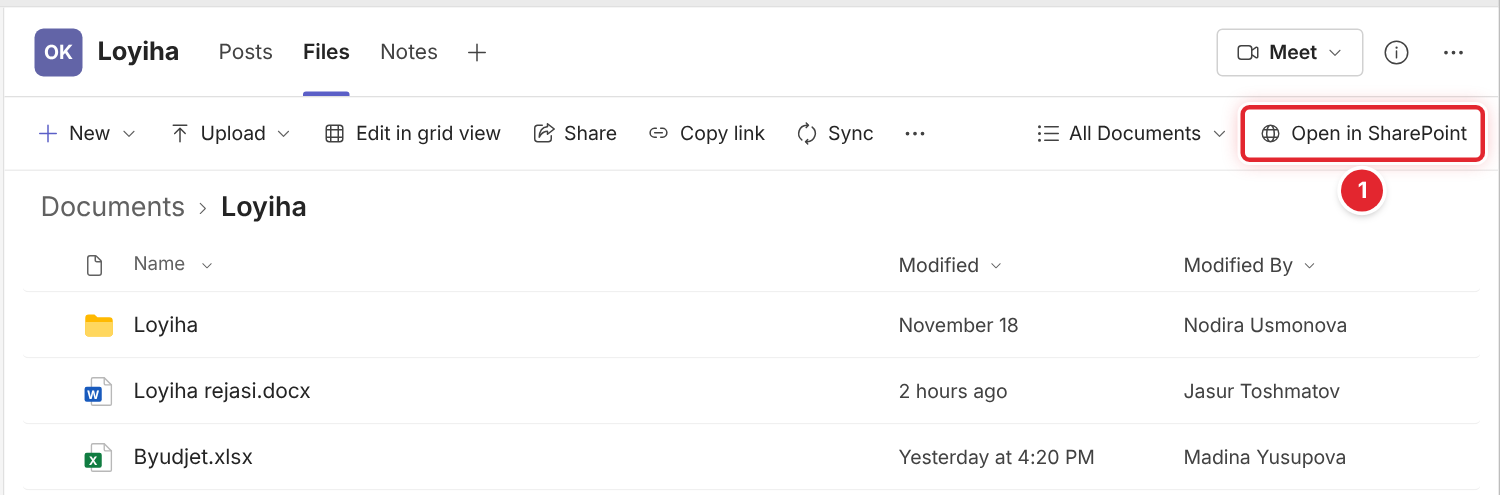 OK Loyiha Posts Files Notes Meet
New Upload Edit in grid view Share Copy link Sync All Documents Open in SharePoint
1
Documents › Loyiha
Name Modified Modified By
Loyiha November 18 Nodira Usmonova
Loyiha rejasi.docx 2 hours ago Jasur Toshmatov
Byudjet.xlsx Yesterday at 4:20 PM Madina Yusupova